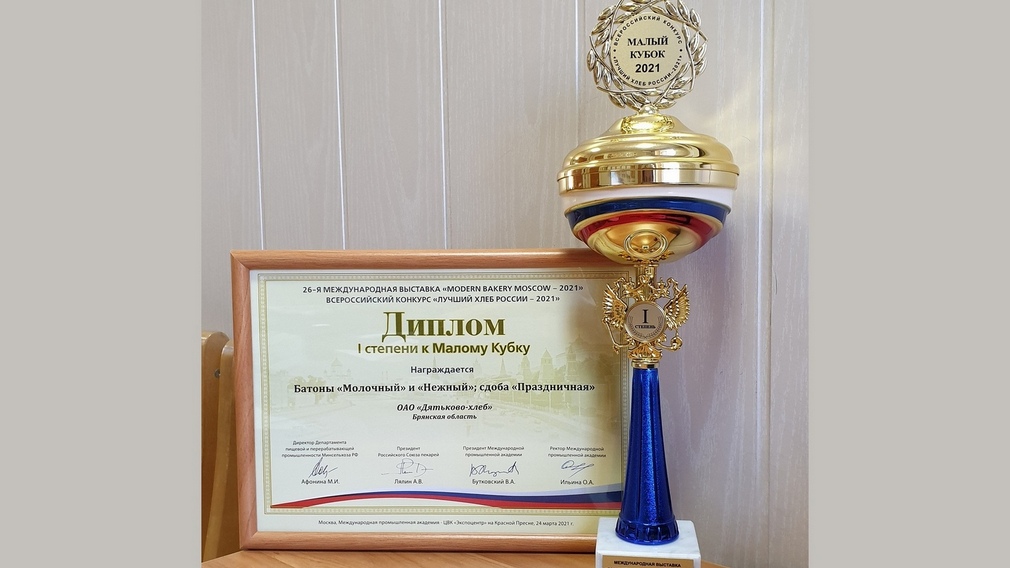 ВСЕРОССИЙСКИЙ КОНКУРС
МАЛЫЙ
КУБОК
2021
«ЛУЧШИЙ ХЛЕБ РОССИИ-2021»
I
СТЕПЕНЬ
МЕЖДУНАРОДНАЯ ВЫСТАВКА
26-Я МЕЖДУНАРОДНАЯ ВЫСТАВКА «MODERN BAKERY MOSCOW – 2021»
ВСЕРОССИЙСКИЙ КОНКУРС «ЛУЧШИЙ ХЛЕБ РОССИИ – 2021»
Диплом
I степени к Малому Кубку
Награждается
Батоны «Молочный» и «Нежный»; сдоба «Праздничная»
ОАО «Дятьково-хлеб»
Брянская область
Директор Департамента
пищевой и перерабатывающей
промышленности Минсельхоза РФ
Афонина М.И.
Президент
Российского Союза пекарей
Ляпин А.В.
Президент Международной
промышленной академии
Бутковский В.А.
Ректор Международной
промышленной академии
Ильина О.А.
Москва, Международная промышленная академия - ЦВК «Экспоцентр» на Красной Пресне, 24 марта 2021 г.